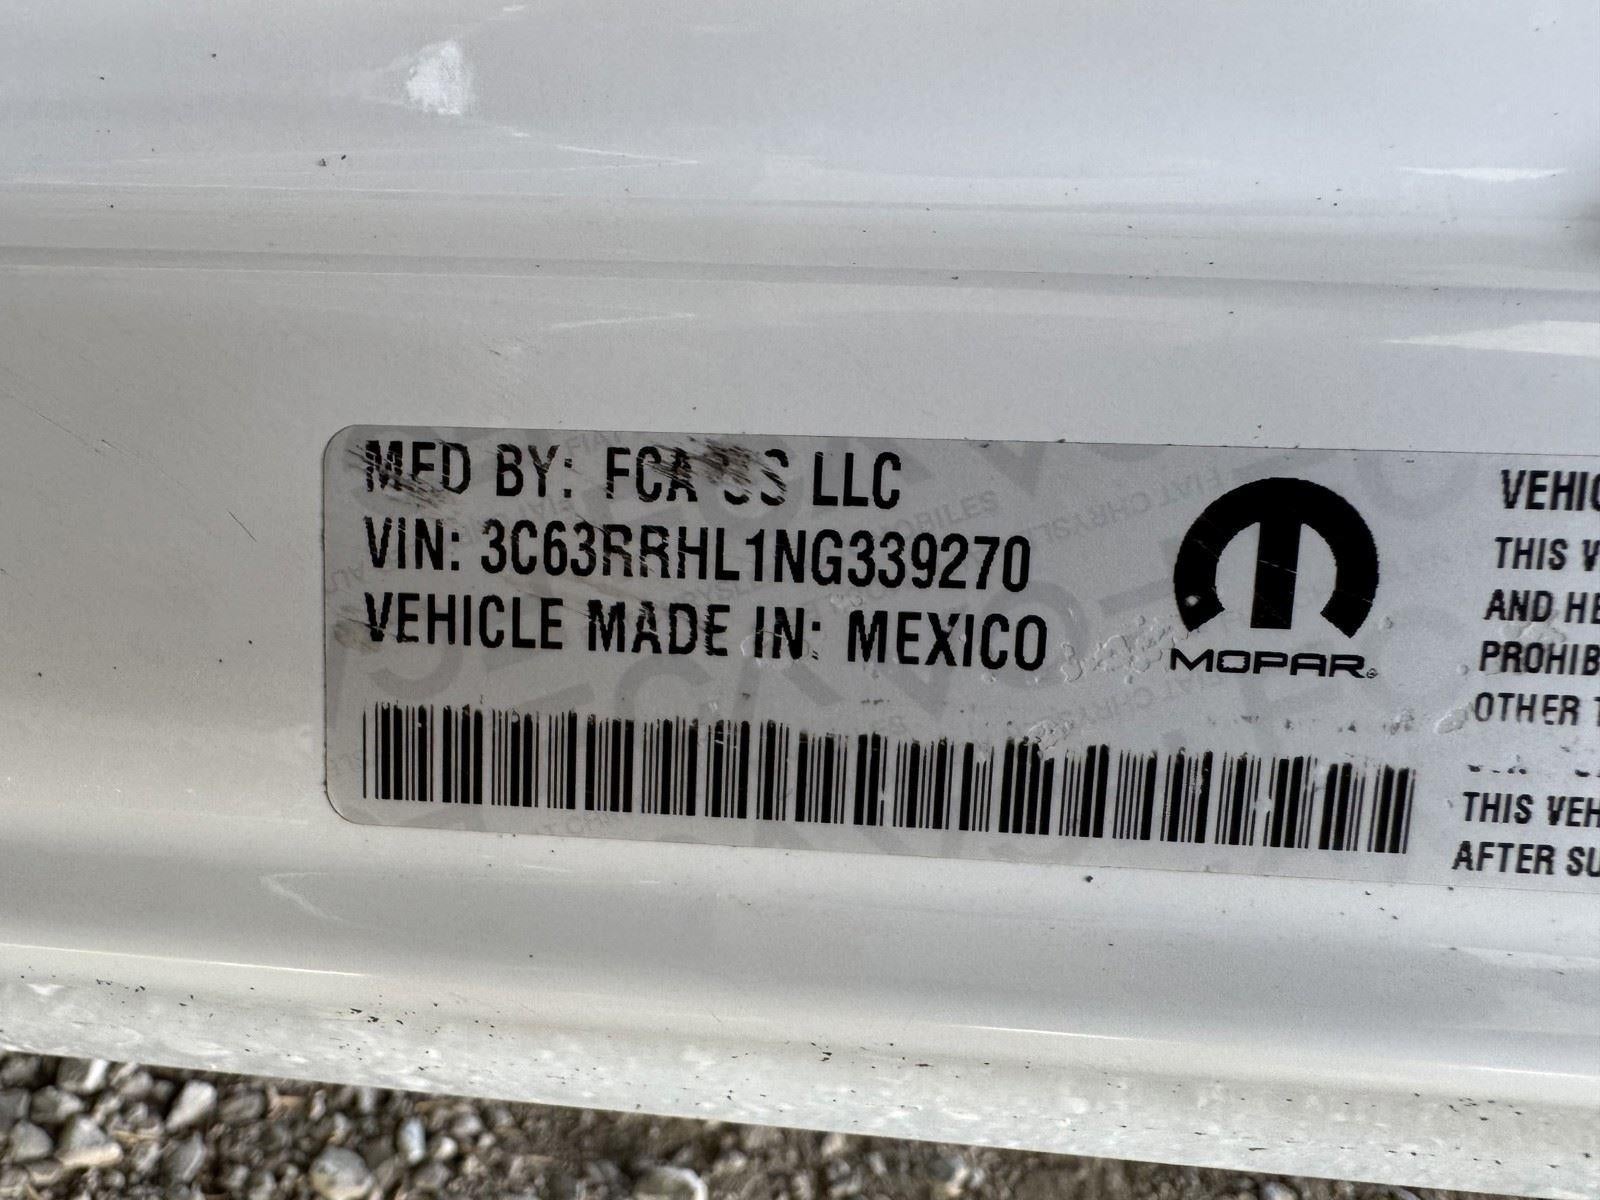 MFD BY: FCA US LLC
VIN: 3C63RRHL1NG339270
VEHICLE MADE IN: MEXICO
MOPAR
VEHIC
THIS V
AND HE
PROHIB
OTHER T
THIS VEH
AFTER SU